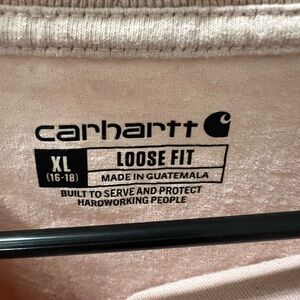 carhartt
XL
(16-18)
LOOSE FIT
MADE IN GUATEMALA
BUILT TO SERVE AND PROTECT
HARDWORKING PEOPLE